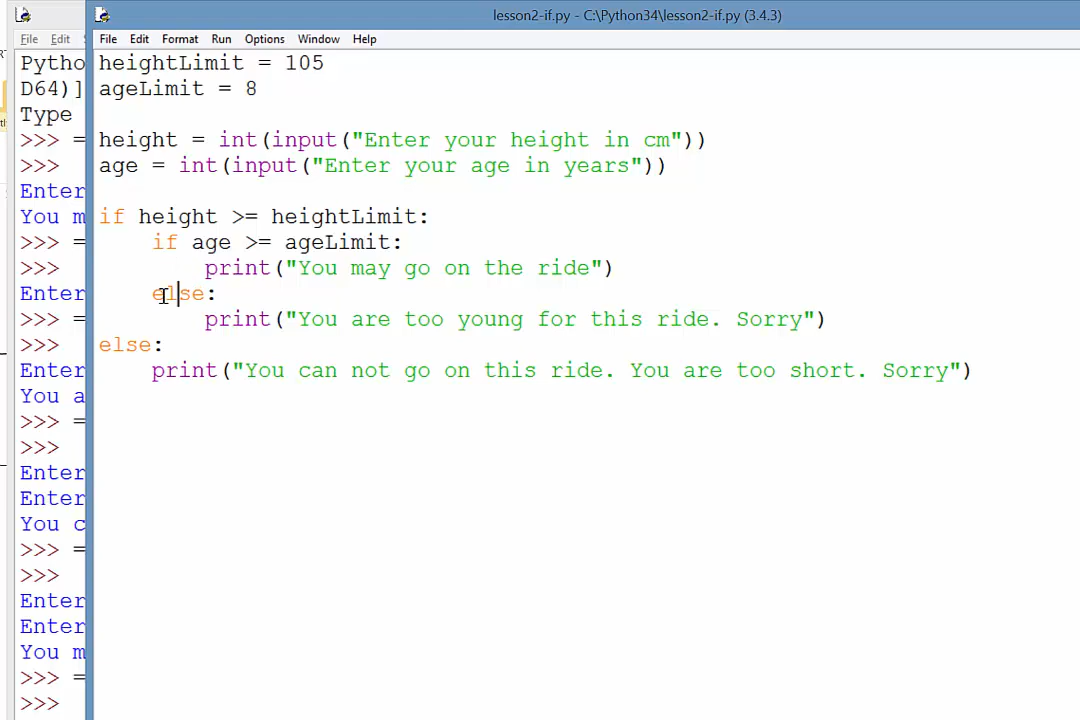 lesson2-if.py - C:\Python34\lesson2-if.py (3.4.3)
File Edit
File Edit Format Run Options Window Help
heightLimit = 105
ageLimit = 8
height = int(input("Enter your height in cm"))
age = int(input("Enter your age in years"))
if height >= heightLimit:
if age >= ageLimit:
print("You may go on the ride")
else:
print("You are too young for this ride. Sorry")
else:
print("You can not go on this ride. You are too short. Sorry")
Pytho
D64)]
Type
>>> =
>>>
Enter
You m
>>> =
>>>
Enter
>>> =
>>>
Enter
You a
>>> =
>>>
Enter
Enter
You c
>>> =
>>>
Enter
Enter
You m
>>> =
>>>